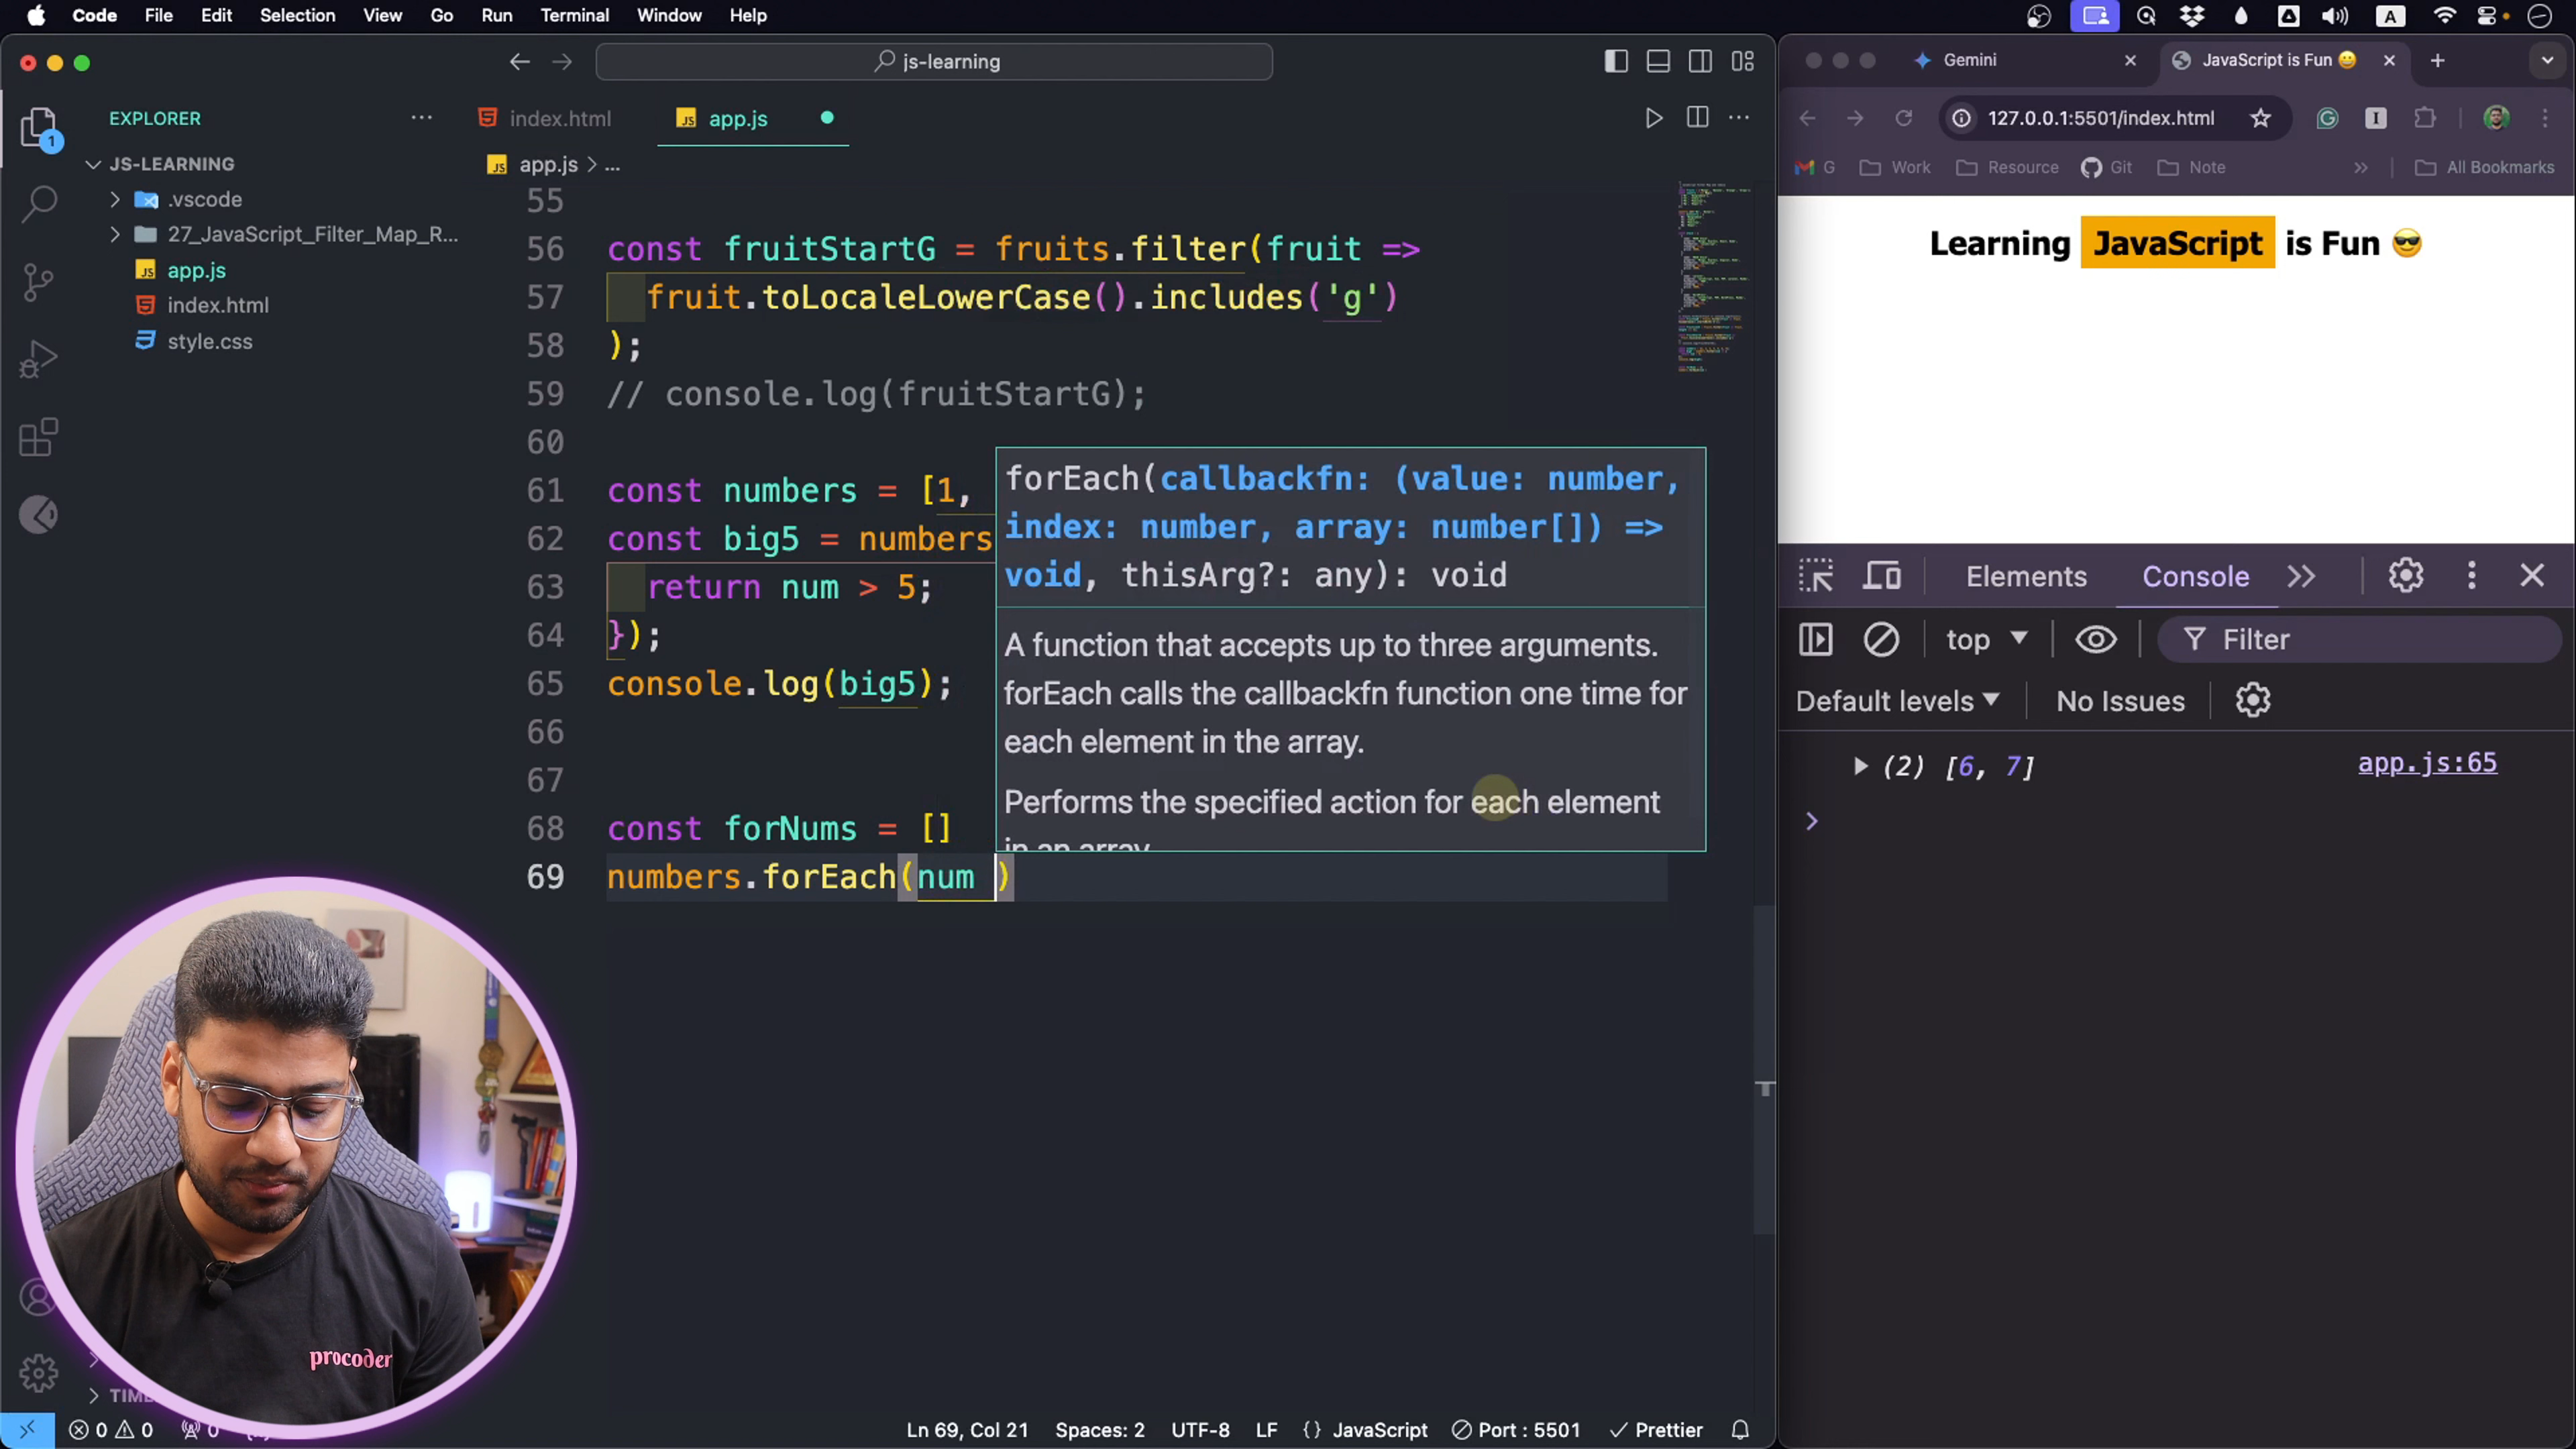 Code File Edit Selection View Go Run Terminal Window Help
A
js-learning
Gemini
JavaScript is Fun 😀
EXPLORER
index.html
app.js
127.0.0.1:5501/index.html
1
JS-LEARNING
app.js > ...
G Work Resource Git Note » All Bookmarks
.vscode
27_JavaScript_Filter_Map_R...
app.js
index.html
style.css
55
56 const fruitStartG = fruits.filter(fruit =>
57 fruit.toLocaleLowerCase().includes('g')
58 );
59 // console.log(fruitStartG);
60
61 const numbers = [1,
62 const big5 = numbers
63 return num > 5;
64 });
65 console.log(big5);
66
67
68 const forNums = []
69 numbers.forEach(num )
forEach(callbackfn: (value: number,
index: number, array: number[]) =>
void, thisArg?: any): void
A function that accepts up to three arguments.
forEach calls the callbackfn function one time for
each element in the array.
Performs the specified action for each element
in an array
Learning JavaScript is Fun 😎
Elements Console
top Filter
Default levels No Issues
(2) [6, 7] app.js:65
procoder
TIM
0 0 0
Ln 69, Col 21 Spaces: 2 UTF-8 LF {} JavaScript Port : 5501 Prettier